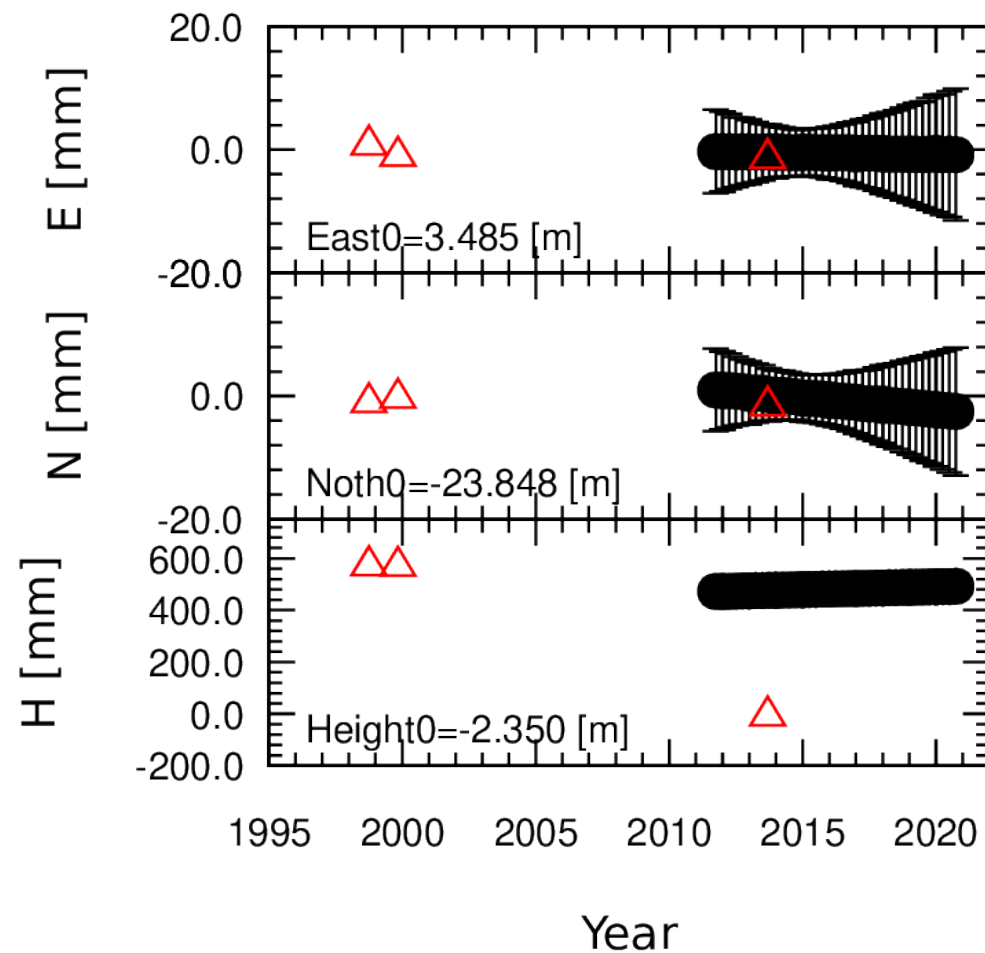 20.0
E [mm]
0.0
East0=3.485 [m]
-20.0
N [mm]
0.0
Noth0=-23.848 [m]
-20.0
H [mm]
600.0
400.0
200.0
0.0
Height0=-2.350 [m]
-200.0
1995 2000 2005 2010 2015 2020
Year